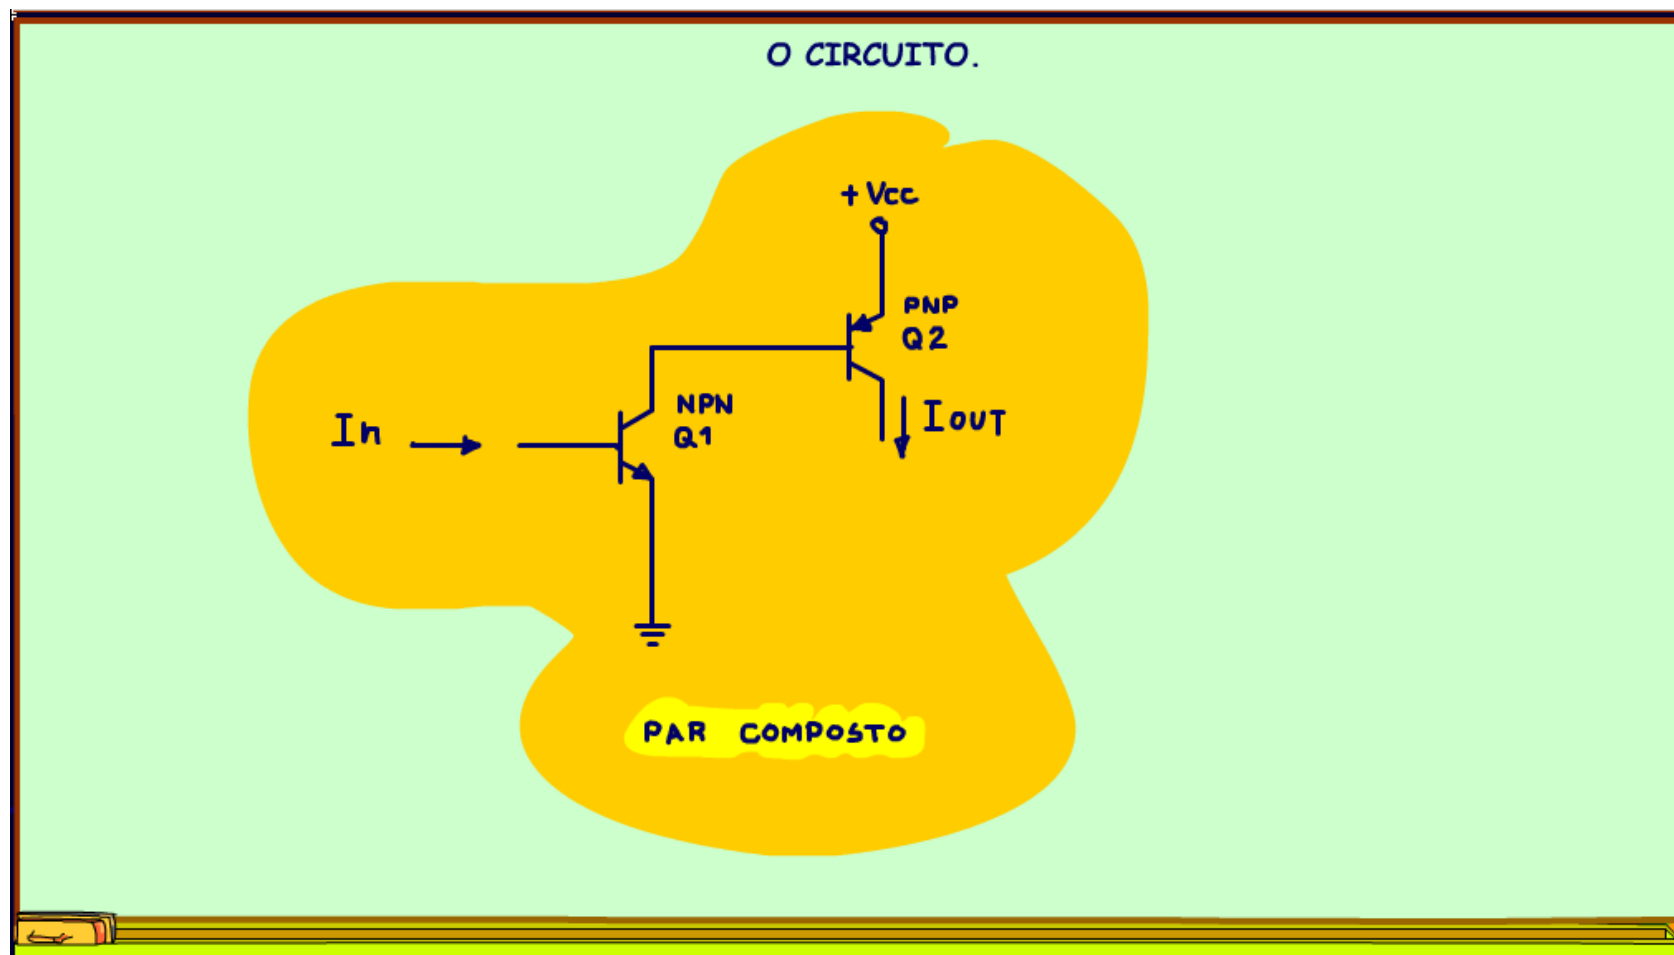 O CIRCUITO.
+Vcc
PNP
Q2
NPN
Q1
In
IOUT
PAR COMPOSTO